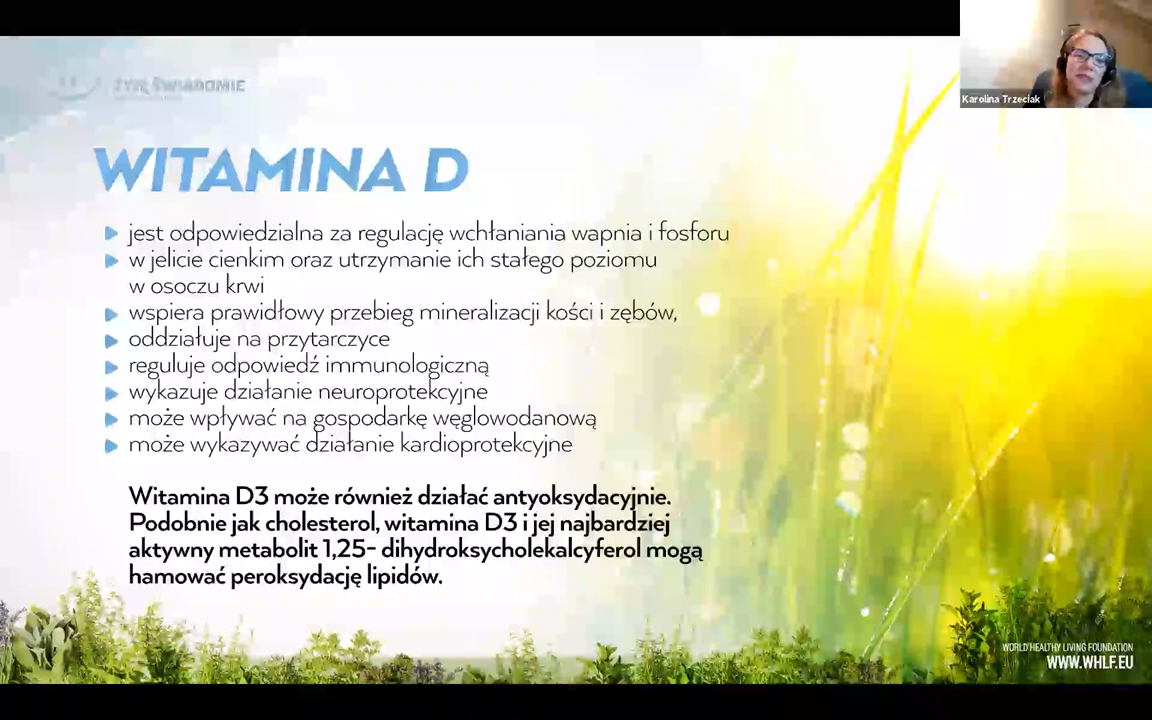 ŻYJĘ ŚWIADOMIE
Karolina Trzeciak
WITAMINA D
jest odpowiedzialna za regulację wchłaniania wapnia i fosforu
w jelicie cienkim oraz utrzymanie ich stałego poziomu
w osoczu krwi
wspiera prawidłowy przebieg mineralizacji kości i zębów,
oddziałuje na przytarczyce
reguluje odpowiedź immunologiczną
wykazuje działanie neuroprotekcyjne
może wpływać na gospodarkę węglowodanową
może wykazywać działanie kardioprotekcyjne
Witamina D3 może również działać antyoksydacyjnie.
Podobnie jak cholesterol, witamina D3 i jej najbardziej
aktywny metabolit 1,25- dihydroksycholekalcyferol mogą
hamować peroksydację lipidów.
WORLD HEALTHY LIVING FOUNDATION
WWW.WHLF.EU